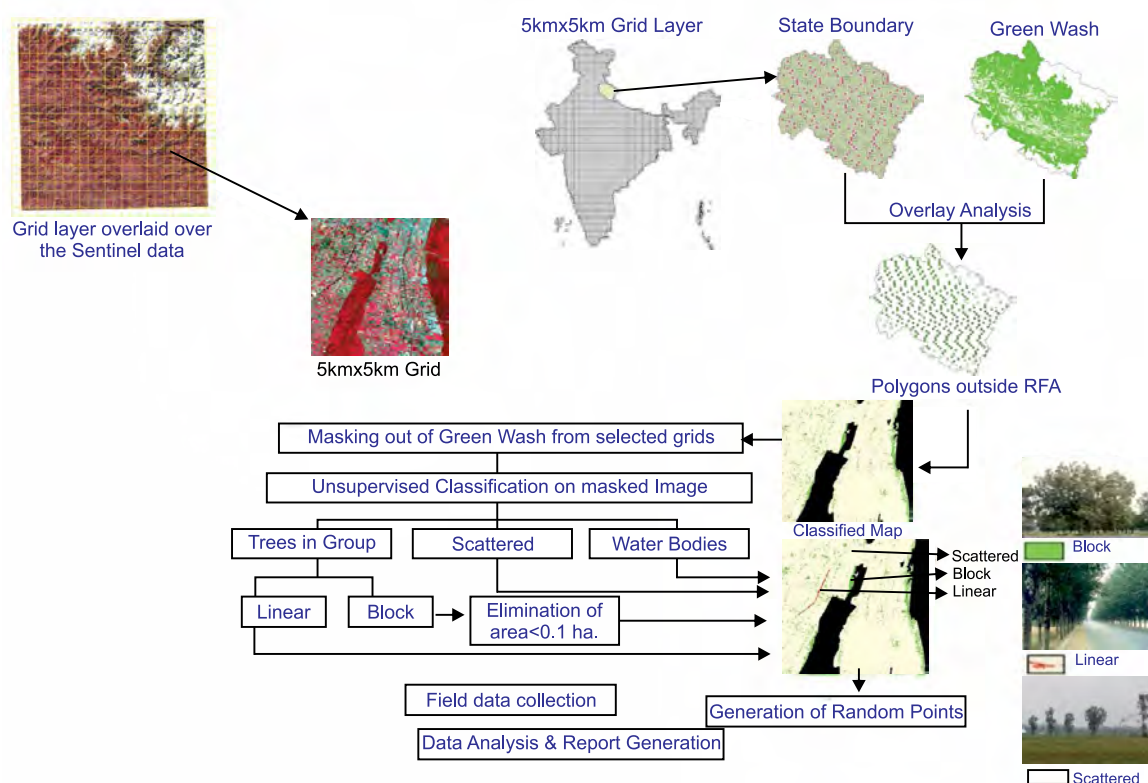 5kmx5km Grid Layer
State Boundary
Green Wash
Grid layer overlaid over
the Sentinel data
Overlay Analysis
5kmx5km Grid
Polygons outside RFA
Masking out of Green Wash from selected grids
Unsupervised Classification on masked Image
Classified Map
Trees in Group
Scattered
Water Bodies
Scattered
Block
Linear
Block
Linear
Block
Elimination of
area<0.1 ha.
Linear
Field data collection
Generation of Random Points
Data Analysis & Report Generation
Scattered